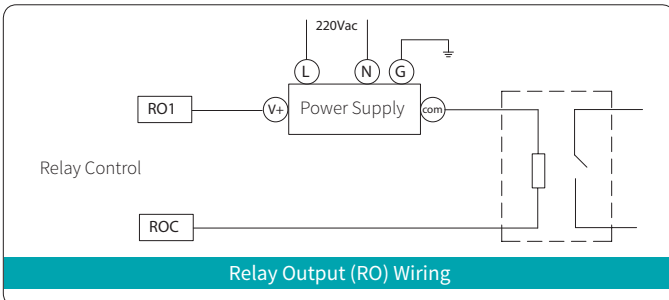 220Vac
L
N
G
RO1
V+
Power Supply
com
Relay Control
ROC
Relay Output (RO) Wiring